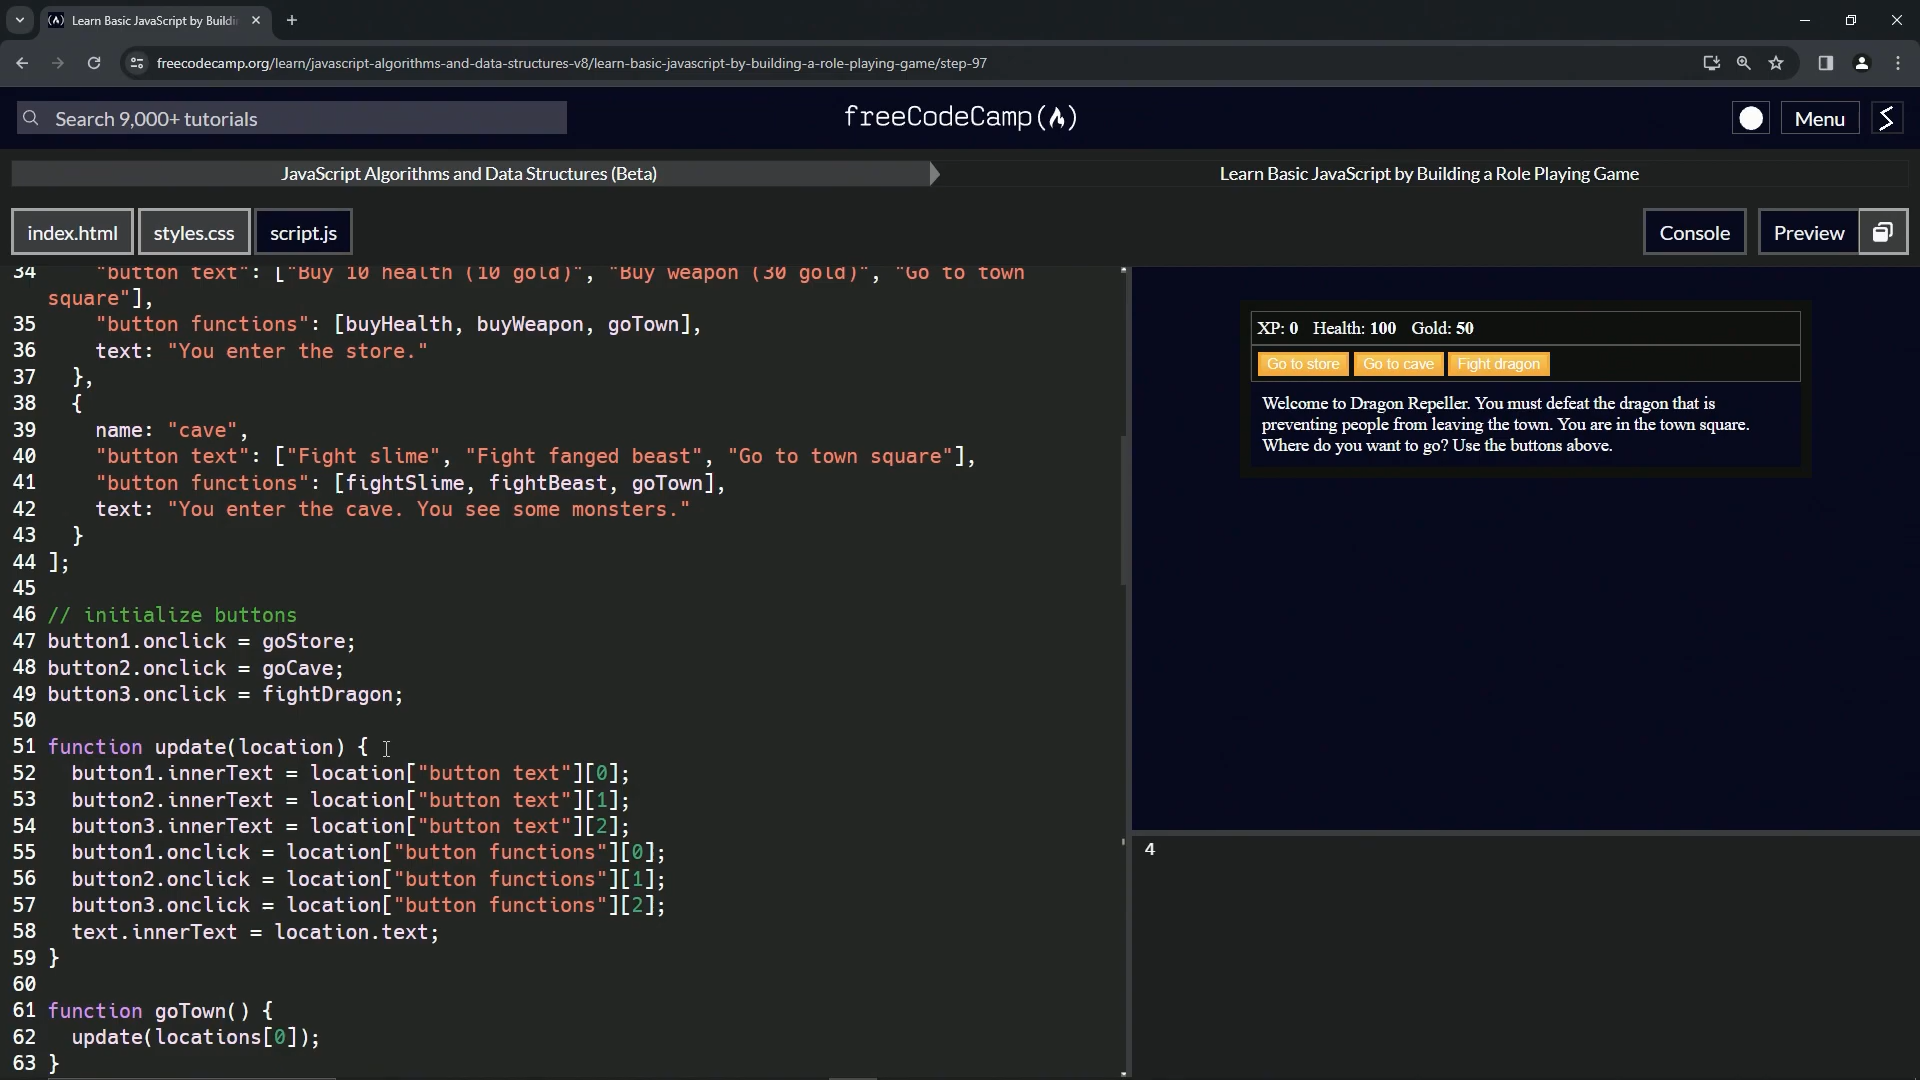 Learn Basic JavaScript by Buildi
freecodecamp.org/learn/javascript-algorithms-and-data-structures-v8/learn-basic-javascript-by-building-a-role-playing-game/step-97
Search 9,000+ tutorials
freeCodeCamp
Menu
JavaScript Algorithms and Data Structures (Beta)
Learn Basic JavaScript by Building a Role Playing Game
index.html
styles.css
script.js
Console
Preview
34 "button text": ["Buy 10 health (10 gold)", "Buy weapon (30 gold)", "Go to town
square"],
35 "button functions": [buyHealth, buyWeapon, goTown],
36 text: "You enter the store."
37 },
38 {
39 name: "cave",
40 "button text": ["Fight slime", "Fight fanged beast", "Go to town square"],
41 "button functions": [fightSlime, fightBeast, goTown],
42 text: "You enter the cave. You see some monsters."
43 }
44 ];
45
46 // initialize buttons
47 button1.onclick = goStore;
48 button2.onclick = goCave;
49 button3.onclick = fightDragon;
50
51 function update(location) {
52 button1.innerText = location["button text"][0];
53 button2.innerText = location["button text"][1];
54 button3.innerText = location["button text"][2];
55 button1.onclick = location["button functions"][0];
56 button2.onclick = location["button functions"][1];
57 button3.onclick = location["button functions"][2];
58 text.innerText = location.text;
59 }
60
61 function goTown() {
62 update(locations[0]);
63 }
XP: 0 Health: 100 Gold: 50
Go to store
Go to cave
Fight dragon
Welcome to Dragon Repeller. You must defeat the dragon that is
preventing people from leaving the town. You are in the town square.
Where do you want to go? Use the buttons above.
4